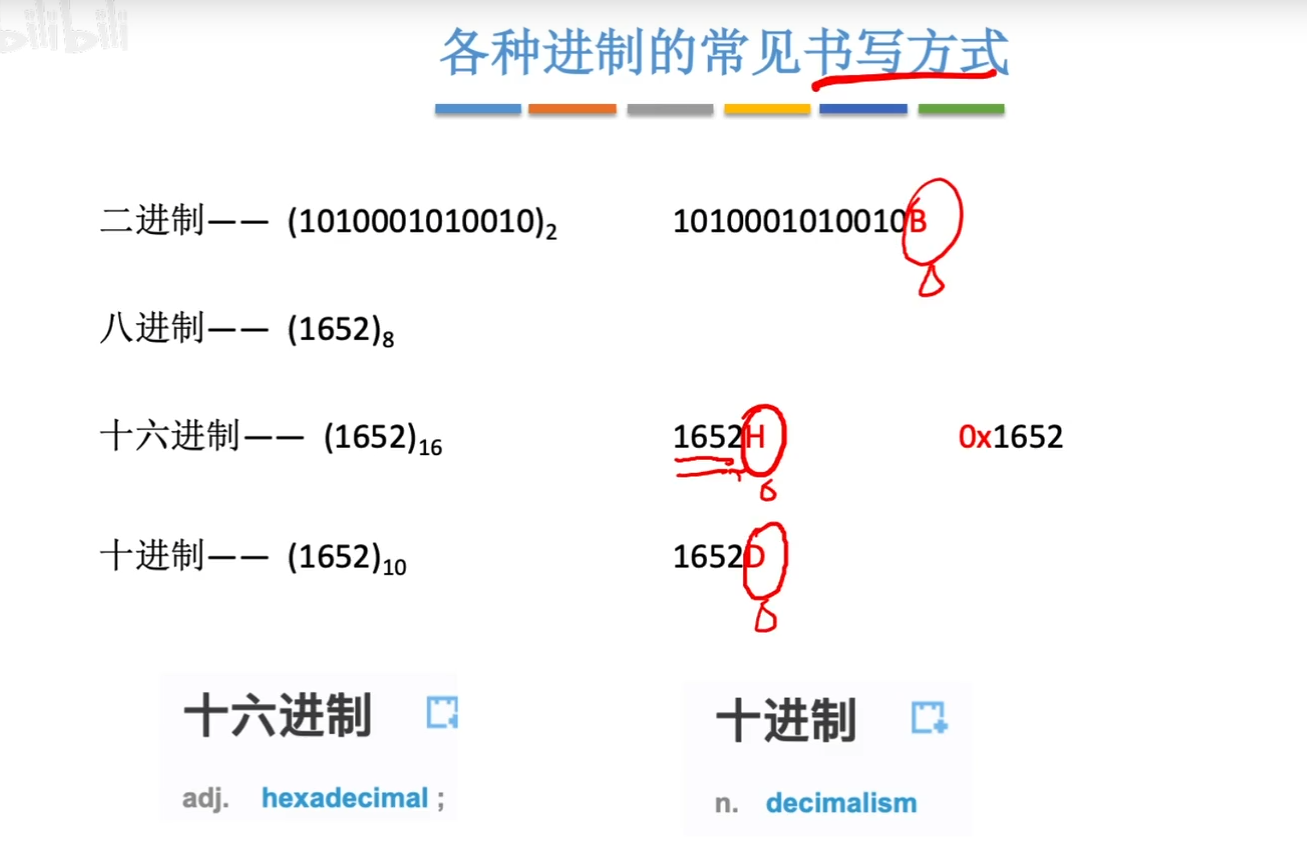 bilibili
各种进制的常见书写方式
二进制—— (1010001010010)₂ 1010001010010B
八进制—— (1652)₈
十六进制—— (1652)₁₆ 1652H 0x1652
十进制—— (1652)₁₀ 1652D
十六进制 十进制
adj. hexadecimal ; n. decimalism